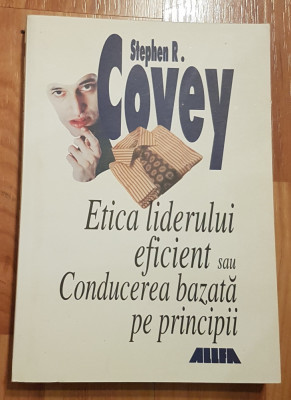 Stephen R.
Covey
Etica liderului
eficient sau
Conducerea bazată
pe principii
ALLFA